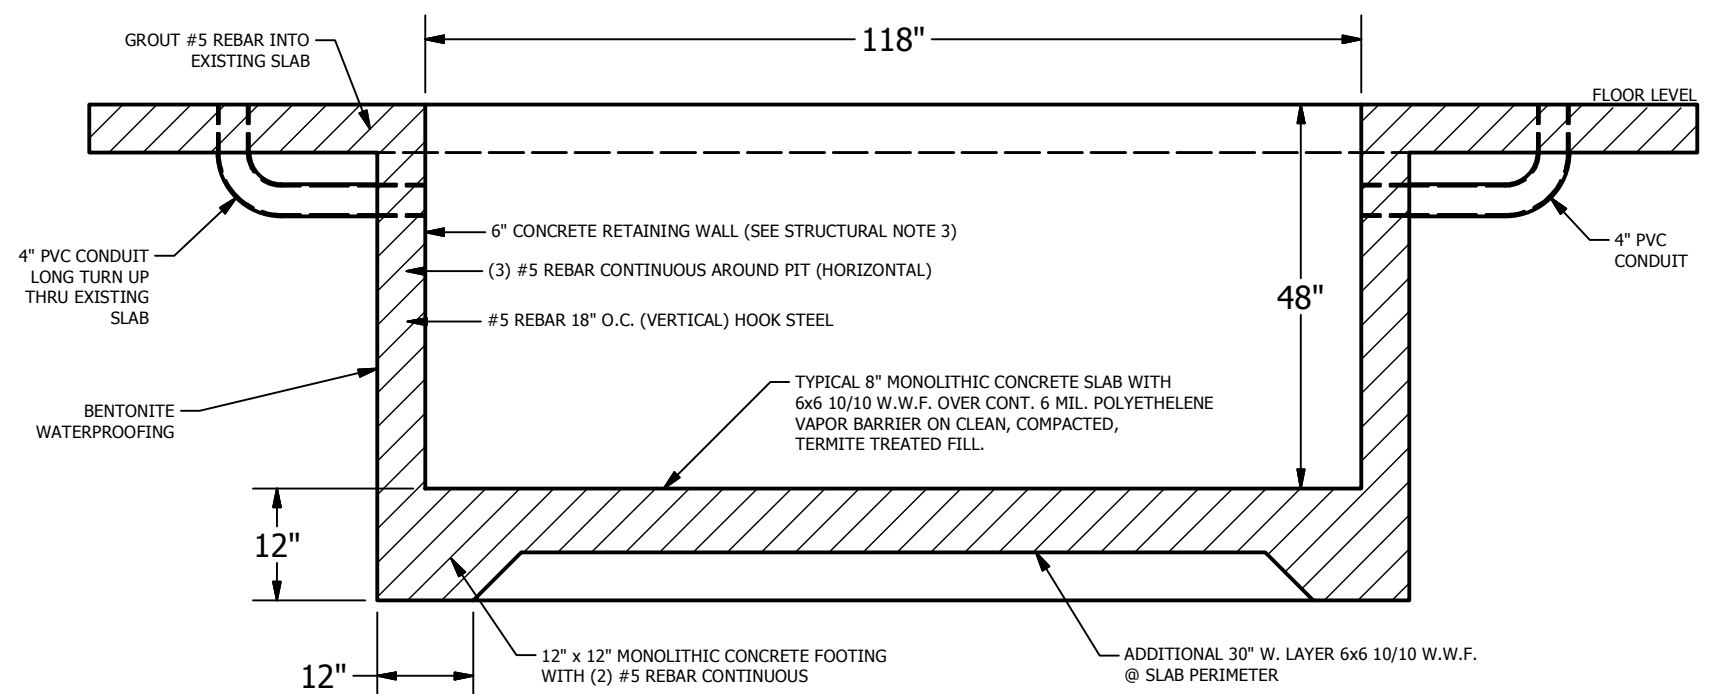 GROUT #5 REBAR INTO
EXISTING SLAB
118"
FLOOR LEVEL
4" PVC CONDUIT
LONG TURN UP
THRU EXISTING
SLAB
6" CONCRETE RETAINING WALL (SEE STRUCTURAL NOTE 3)
(3) #5 REBAR CONTINUOUS AROUND PIT (HORIZONTAL)
#5 REBAR 18" O.C. (VERTICAL) HOOK STEEL
48"
4" PVC
CONDUIT
BENTONITE
WATERPROOFING
TYPICAL 8" MONOLITHIC CONCRETE SLAB WITH
6x6 10/10 W.W.F. OVER CONT. 6 MIL. POLYETHELENE
VAPOR BARRIER ON CLEAN, COMPACTED,
TERMITE TREATED FILL.
12"
12"
12" x 12" MONOLITHIC CONCRETE FOOTING
WITH (2) #5 REBAR CONTINUOUS
ADDITIONAL 30" W. LAYER 6x6 10/10 W.W.F.
@ SLAB PERIMETER